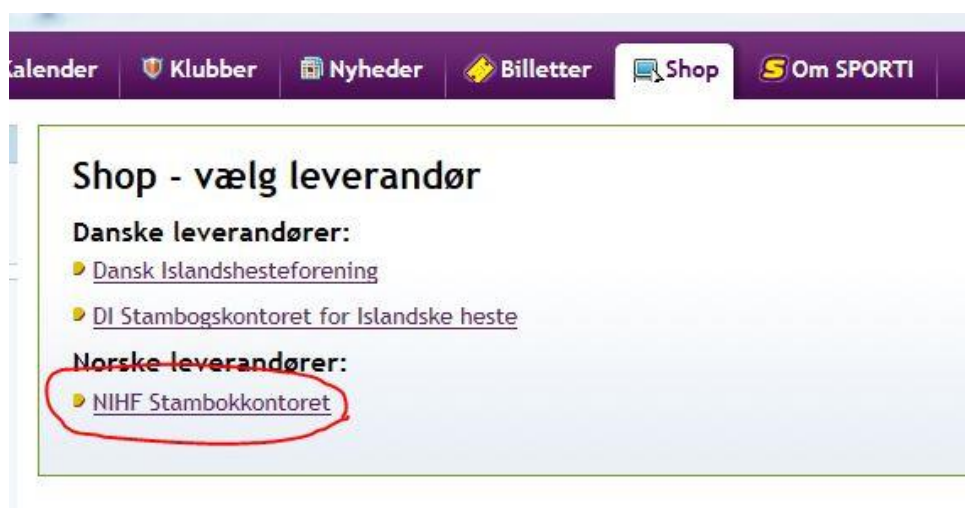 Kalender Klubber Nyheder Billetter Shop Om SPORTI
Shop - vælg leverandør
Danske leverandører:
Dansk Islandshesteforening
DI Stambogskontoret for Islandske heste
Norske leverandører:
NIHF Stambokkontoret